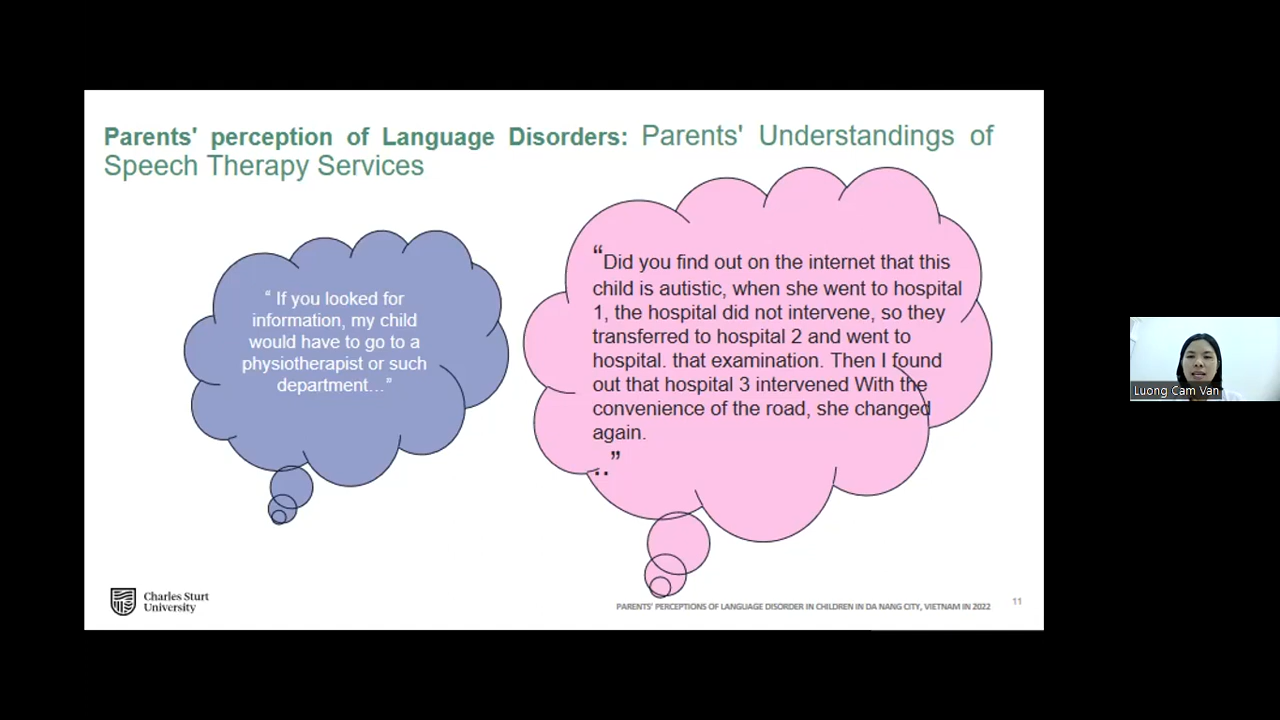 Parents' perception of Language Disorders: Parents' Understandings of
Speech Therapy Services
“ If you looked for
information, my child
would have to go to a
physiotherapist or such
department…”
“Did you find out on the internet that this
child is autistic, when she went to hospital
1, the hospital did not intervene, so they
transferred to hospital 2 and went to
hospital. that examination. Then I found
out that hospital 3 intervened With the
convenience of the road, she changed
again.
..”
Charles Sturt
University
PARENTS' PERCEPTIONS OF LANGUAGE DISORDER IN CHILDREN IN DA NANG CITY, VIETNAM IN 2022
11
Luong Cam Van